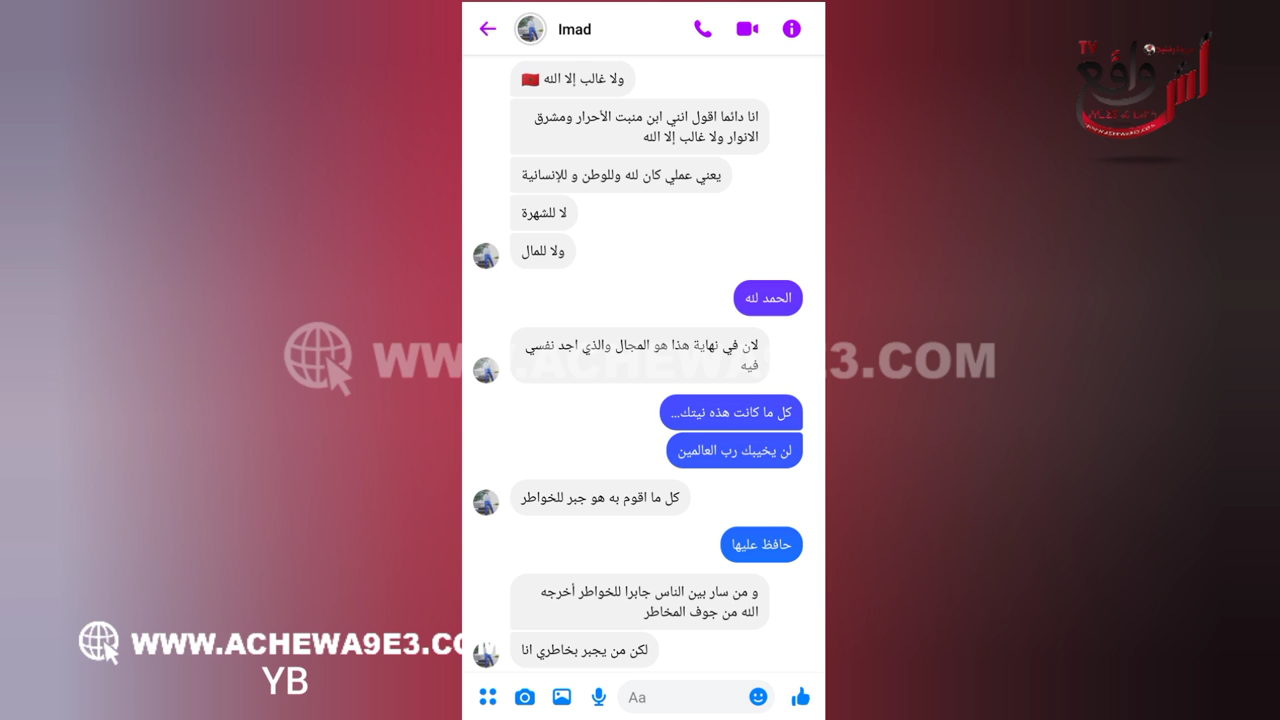 Imad
ولا غالب إلا الله 🇲🇦
انا دائما اقول انني ابن منبت الأحرار ومشرق
الانوار ولا غالب إلا الله
يعني عملي كان لله وللوطن و للإنسانية
لا للشهرة
ولا للمال
الحمد لله
لان في نهاية هذا هو المجال والذي اجد نفسي
فيه
كل ما كانت هذه نيتك...
لن يخيبك رب العالمين
كل ما اقوم به هو جبر للخواطر
حافظ عليها
و من سار بين الناس جابرا للخواطر أخرجه
الله من جوف المخاطر
لكن من يجبر بخاطري انا
Aa
TV
WWW.ACHEWA9E3.COM
WWW.ACHEWA9E3.CO
YB